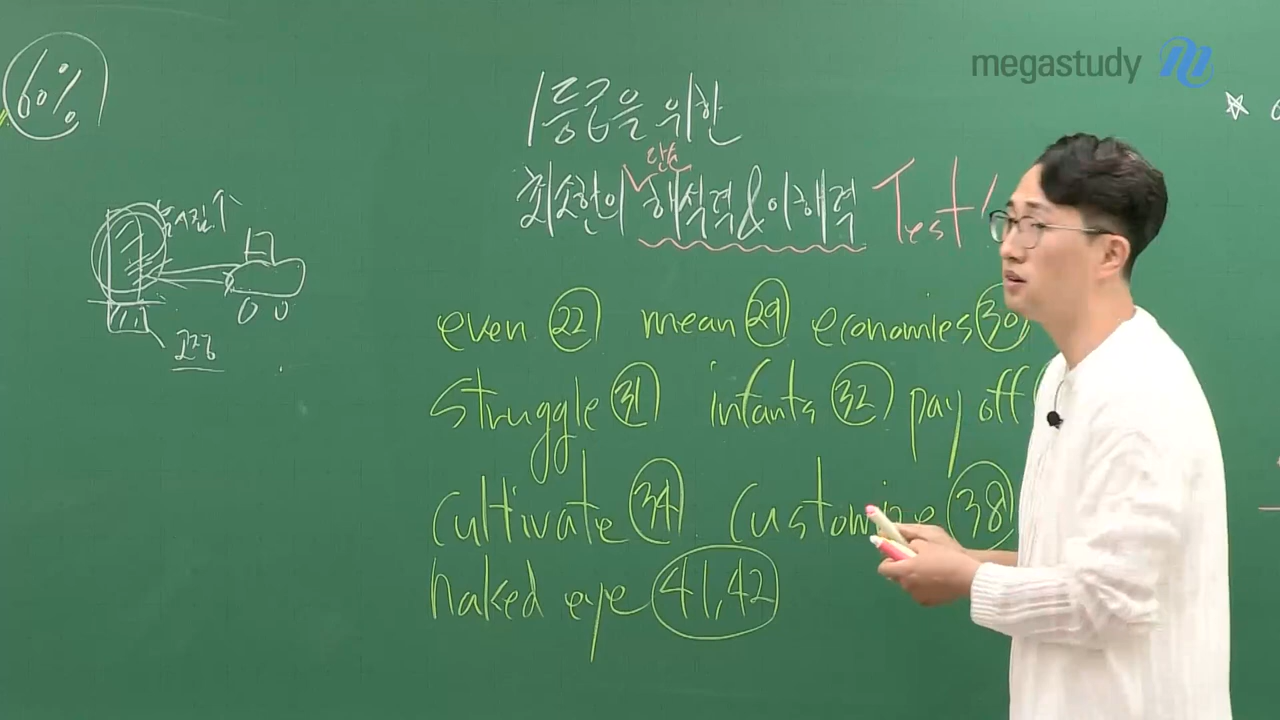 megastudy
60%
1등급을 위한
단순
최소한의 해석력&이해력 Test!
even 22 mean 29 economies 30
struggle 31 infants 32 pay off
cultivate 34 customize 38
naked eye 41,42